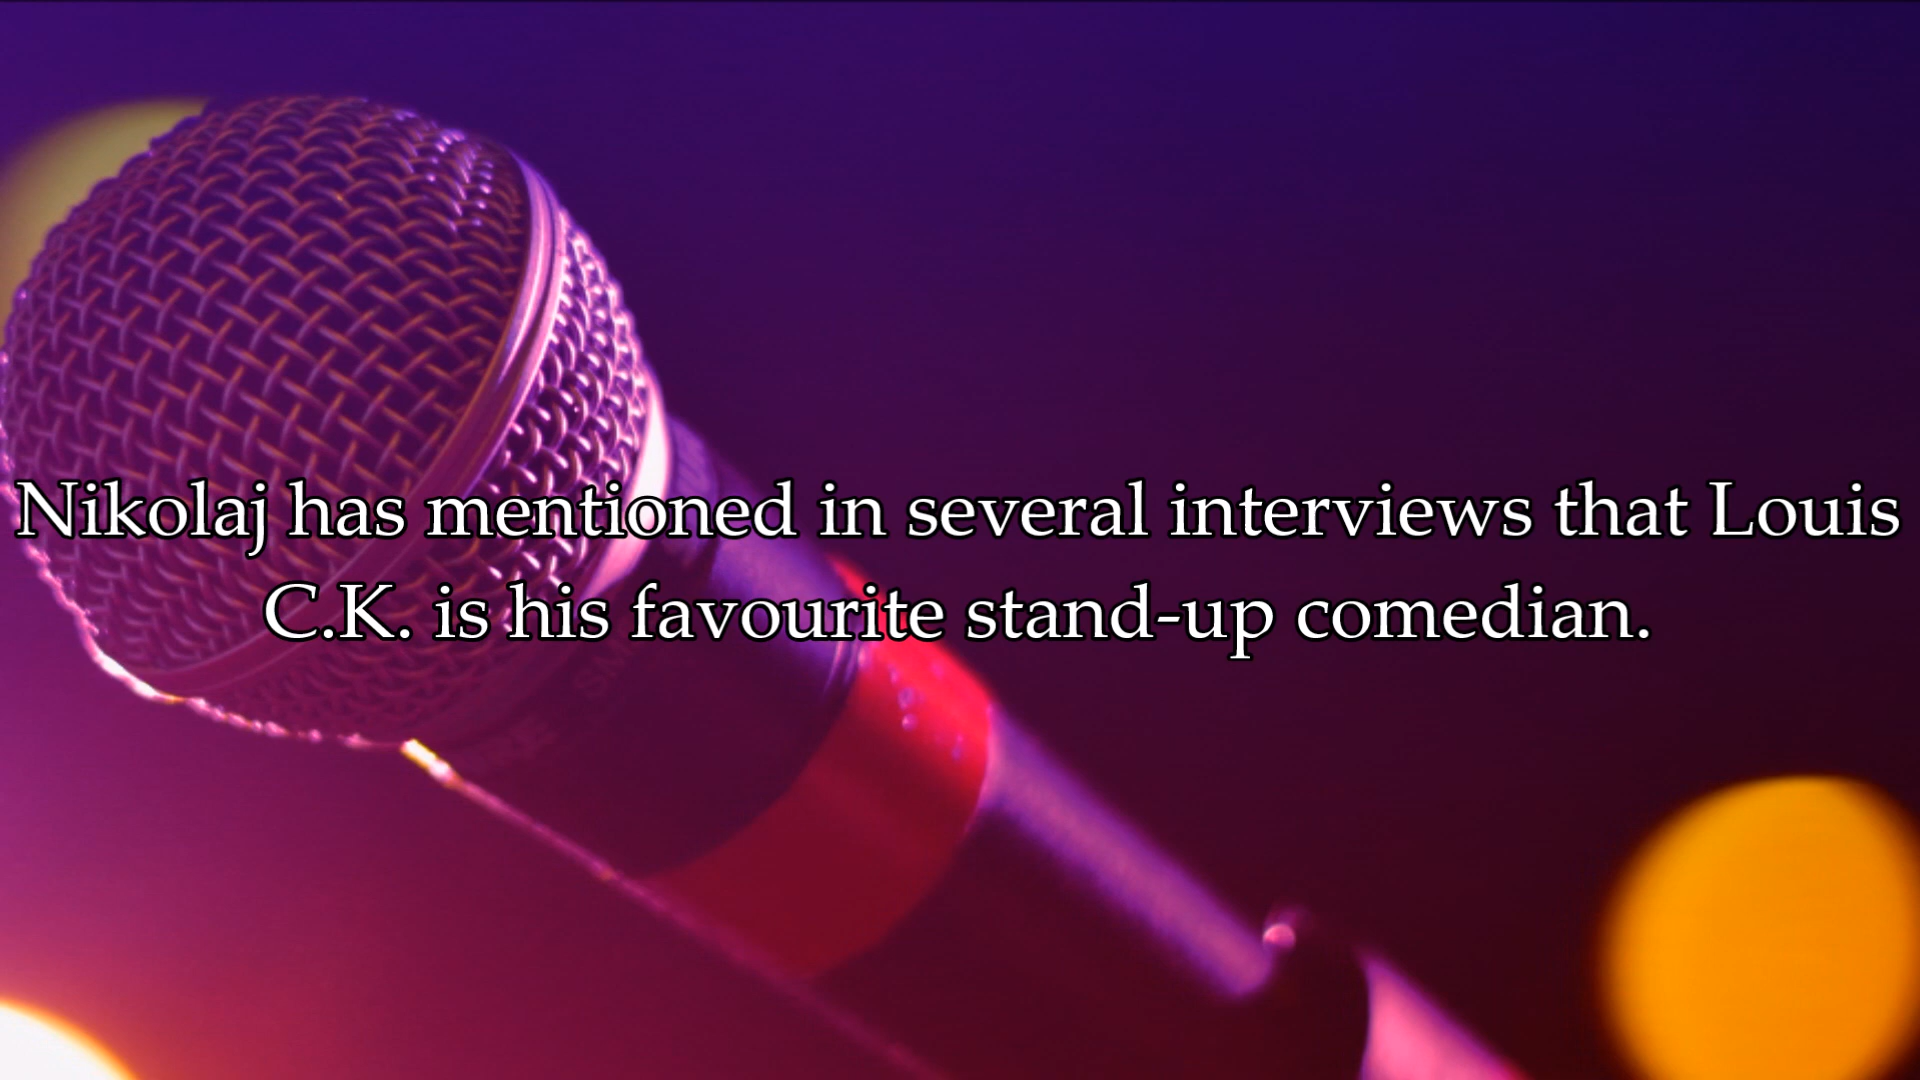 Nikolaj has mentioned in several interviews that Louis
C.K. is his favourite stand-up comedian.